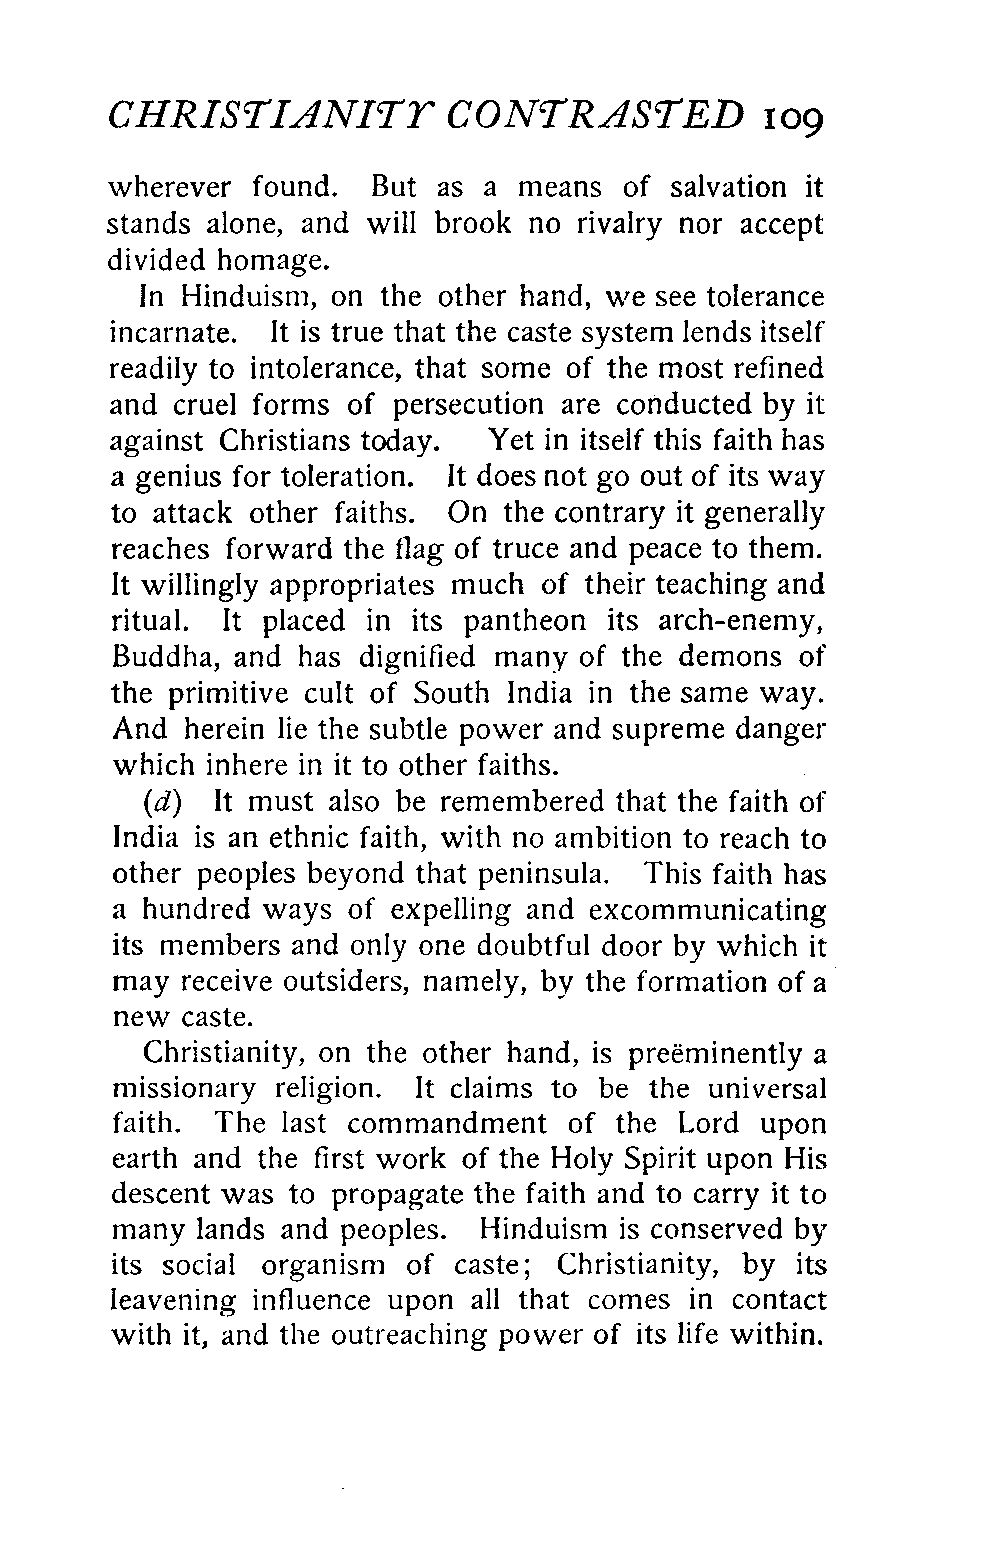 CHRISTIANITY CONTRASTED 109
wherever found. But as a means of salvation it
stands alone, and will brook no rivalry nor accept
divided homage.
In Hinduism, on the other hand, we see tolerance
incarnate. It is true that the caste system lends itself
readily to intolerance, that some of the most refined
and cruel forms of persecution are conducted by it
against Christians today. Yet in itself this faith has
a genius for toleration. It does not go out of its way
to attack other faiths. On the contrary it generally
reaches forward the flag of truce and peace to them.
It willingly appropriates much of their teaching and
ritual. It placed in its pantheon its arch-enemy,
Buddha, and has dignified many of the demons of
the primitive cult of South India in the same way.
And herein lie the subtle power and supreme danger
which inhere in it to other faiths.
(d) It must also be remembered that the faith of
India is an ethnic faith, with no ambition to reach to
other peoples beyond that peninsula. This faith has
a hundred ways of expelling and excommunicating
its members and only one doubtful door by which it
may receive outsiders, namely, by the formation of a
new caste.
Christianity, on the other hand, is preëminently a
missionary religion. It claims to be the universal
faith. The last commandment of the Lord upon
earth and the first work of the Holy Spirit upon His
descent was to propagate the faith and to carry it to
many lands and peoples. Hinduism is conserved by
its social organism of caste; Christianity, by its
leavening influence upon all that comes in contact
with it, and the outreaching power of its life within.